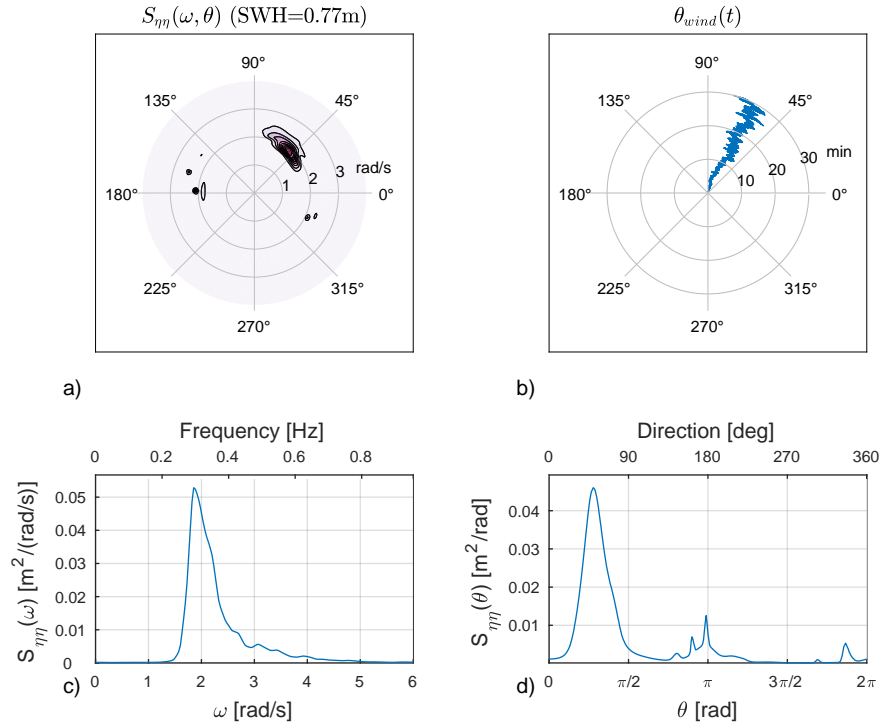 S_ηη(ω, θ) (SWH=0.77m)
90°
135°
45°
180°
1
2
3
rad/s
0°
225°
315°
270°
a)
θ_wind(t)
90°
135°
45°
180°
10
20
30
min
0°
225°
315°
270°
b)
Frequency [Hz]
0 0.2 0.4 0.6 0.8
S_ηη(ω) [m²/(rad/s)]
0.05
0.04
0.03
0.02
0.01
0
0 1 2 3 4 5 6
c)
ω [rad/s]
Direction [deg]
0 90 180 270 360
S_ηη(θ) [m²/rad]
0.04
0.03
0.02
0.01
0
0 π/2 π 3π/2 2π
d)
θ [rad]